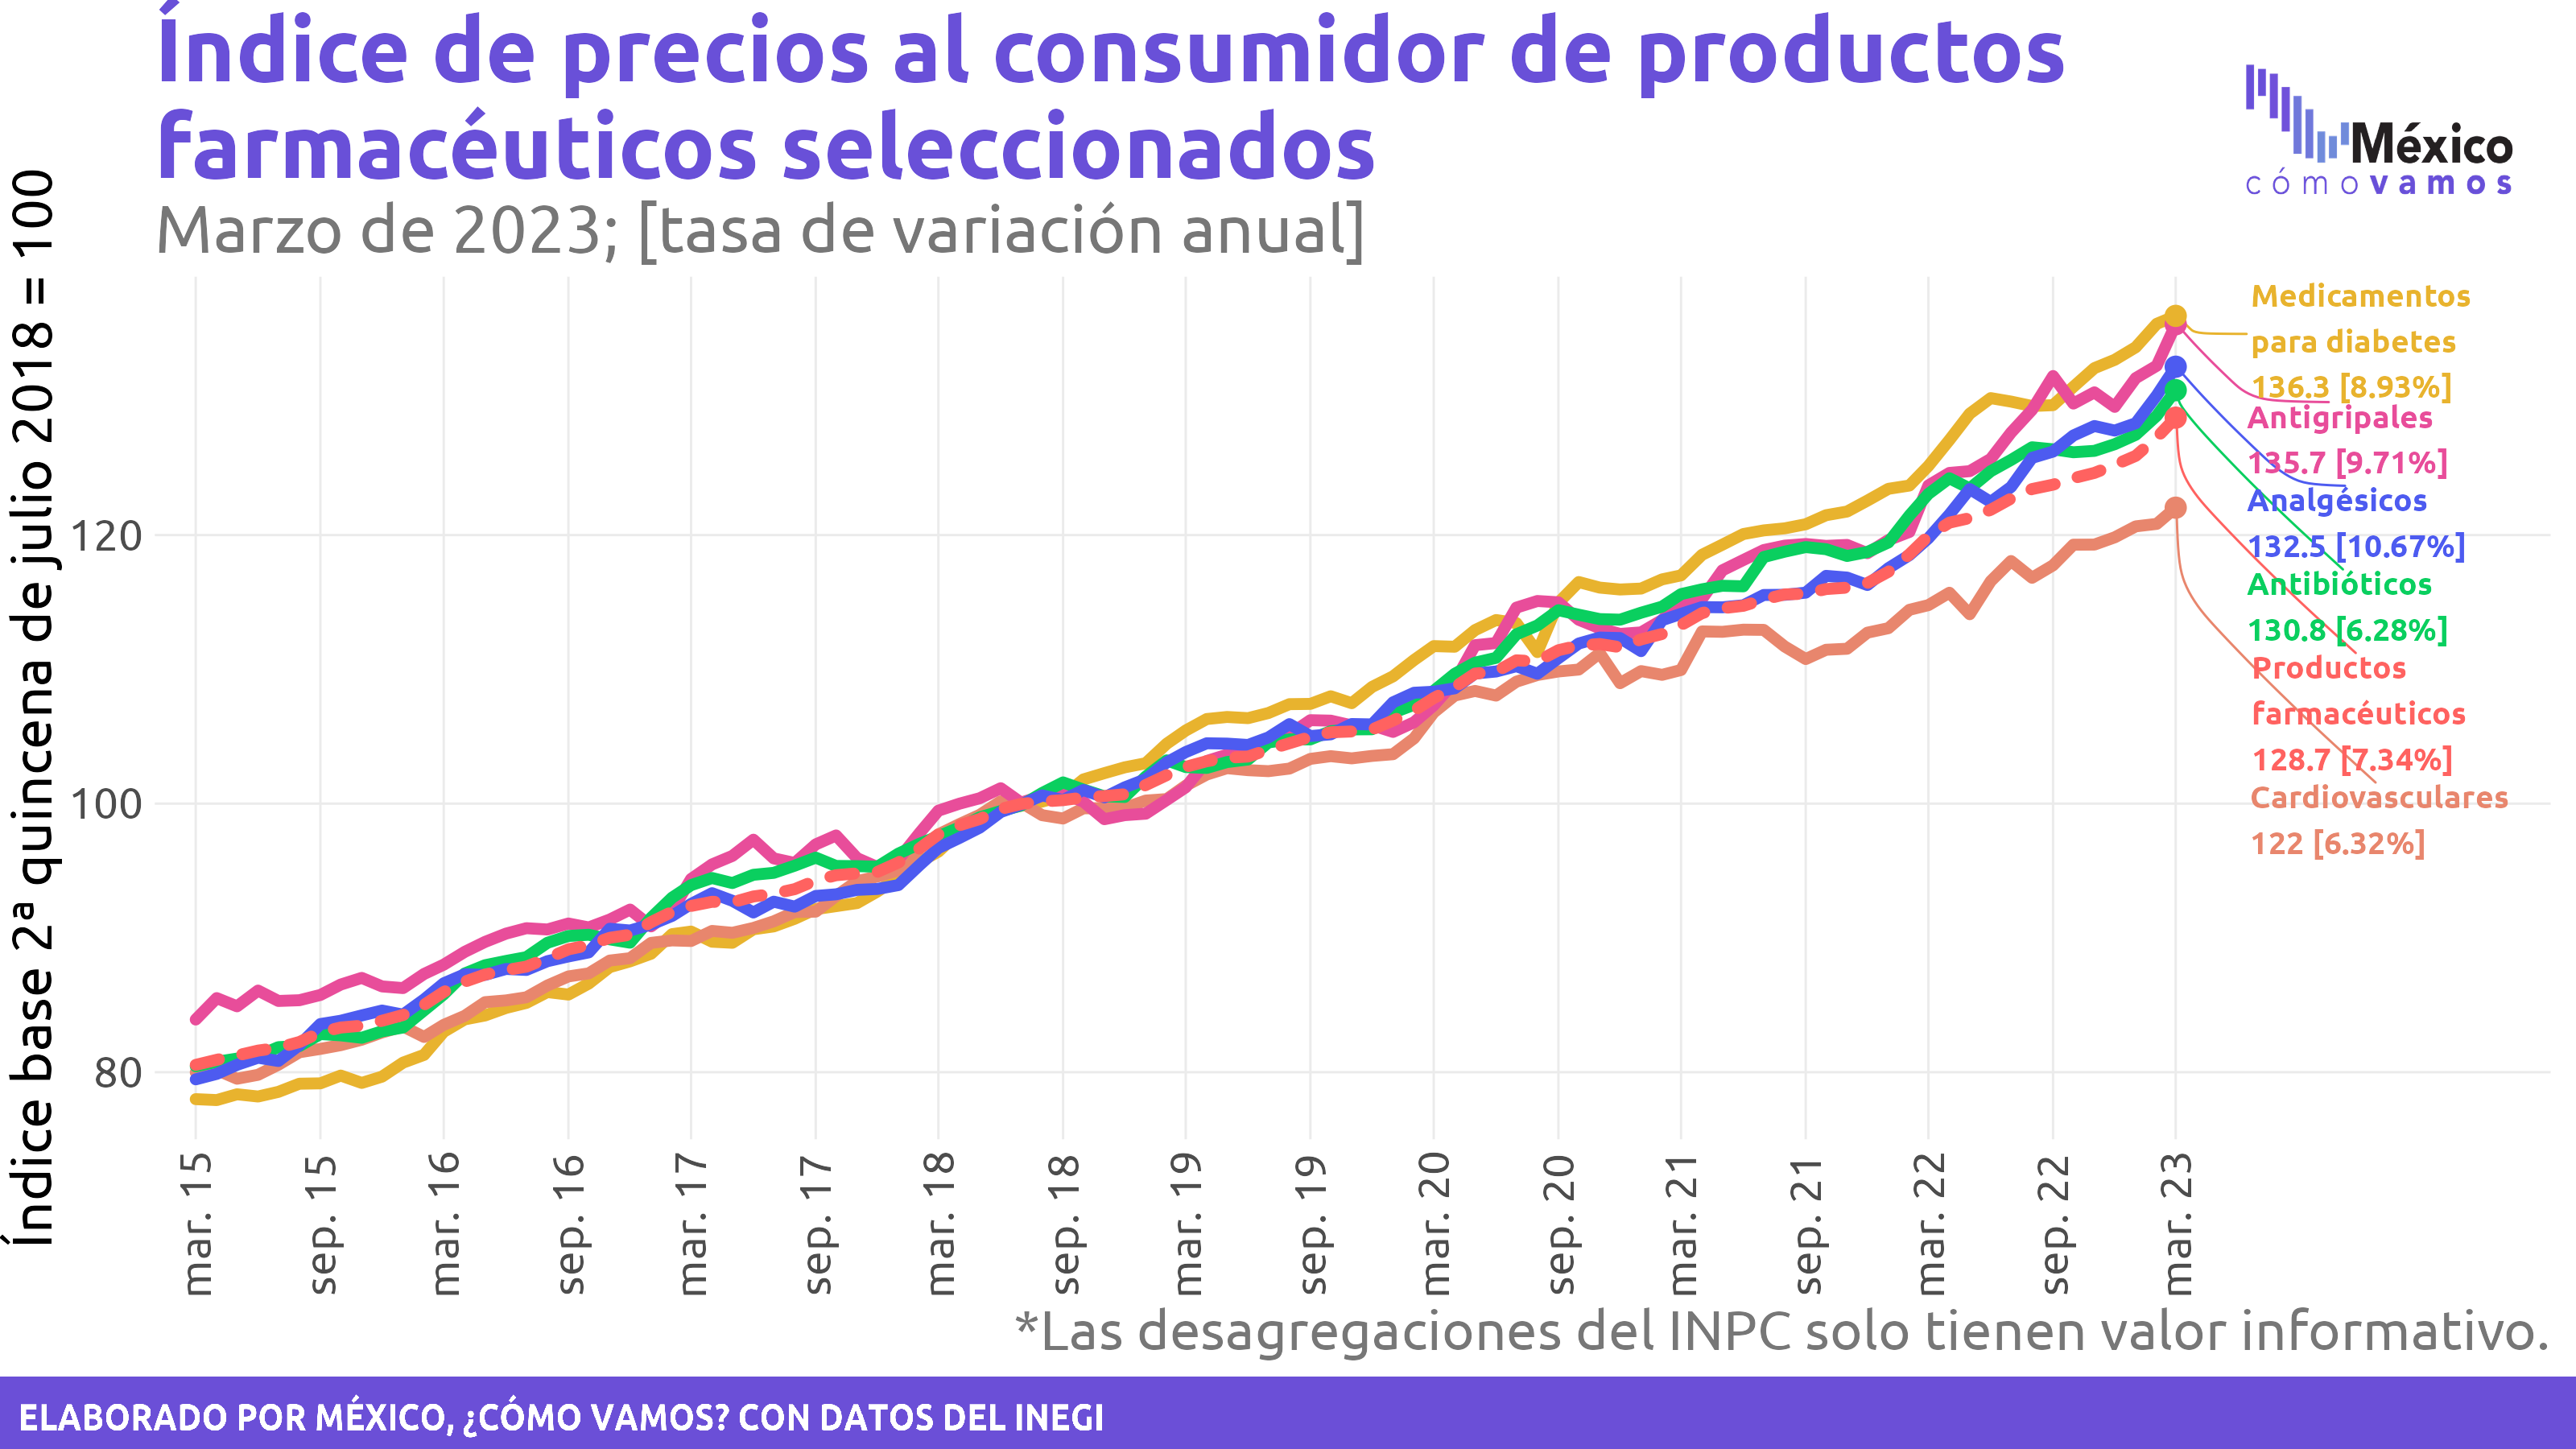 Índice de precios al consumidor de productos
farmacéuticos seleccionados
Marzo de 2023; [tasa de variación anual]
México
cómo vamos
Índice base 2ª quincena de julio 2018 = 100
120
100
80
Medicamentos
para diabetes
136.3 [8.93%]
Antigripales
135.7 [9.71%]
Analgésicos
132.5 [10.67%]
Antibióticos
130.8 [6.28%]
Productos
farmacéuticos
128.7 [7.34%]
Cardiovasculares
122 [6.32%]
mar. 15
sep. 15
mar. 16
sep. 16
mar. 17
sep. 17
mar. 18
sep. 18
mar. 19
sep. 19
mar. 20
sep. 20
mar. 21
sep. 21
mar. 22
sep. 22
mar. 23
*Las desagregaciones del INPC solo tienen valor informativo.
ELABORADO POR MÉXICO, ¿CÓMO VAMOS? CON DATOS DEL INEGI